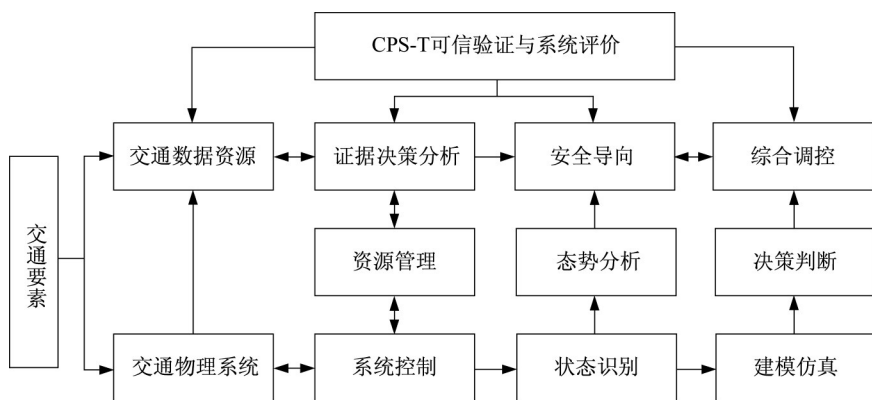 CPS-T可信验证与系统评价
交通数据资源
证据决策分析
安全导向
综合调控
交通要素
资源管理
态势分析
决策判断
交通物理系统
系统控制
状态识别
建模仿真